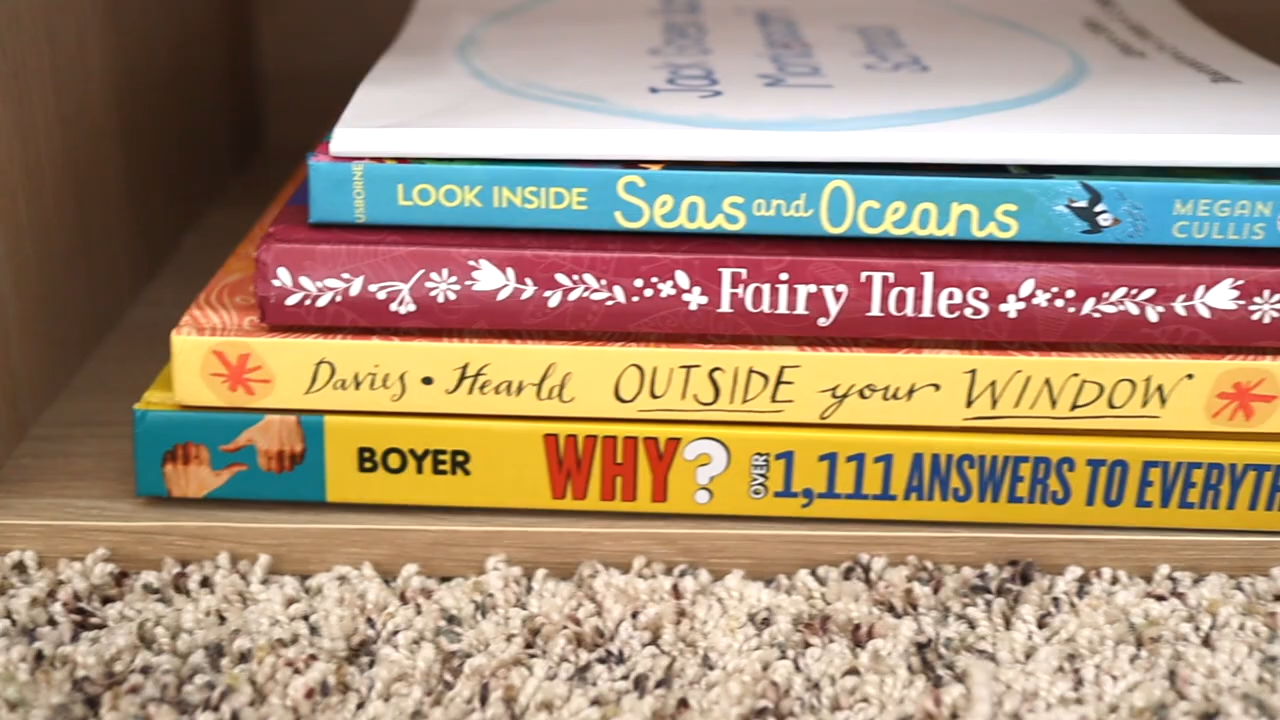 USBORNE LOOK INSIDE Seas and Oceans MEGAN CULLIS
Fairy Tales
Davies • Hearld OUTSIDE your WINDOW
BOYER WHY? OVER 1,111 ANSWERS TO EVERYTH